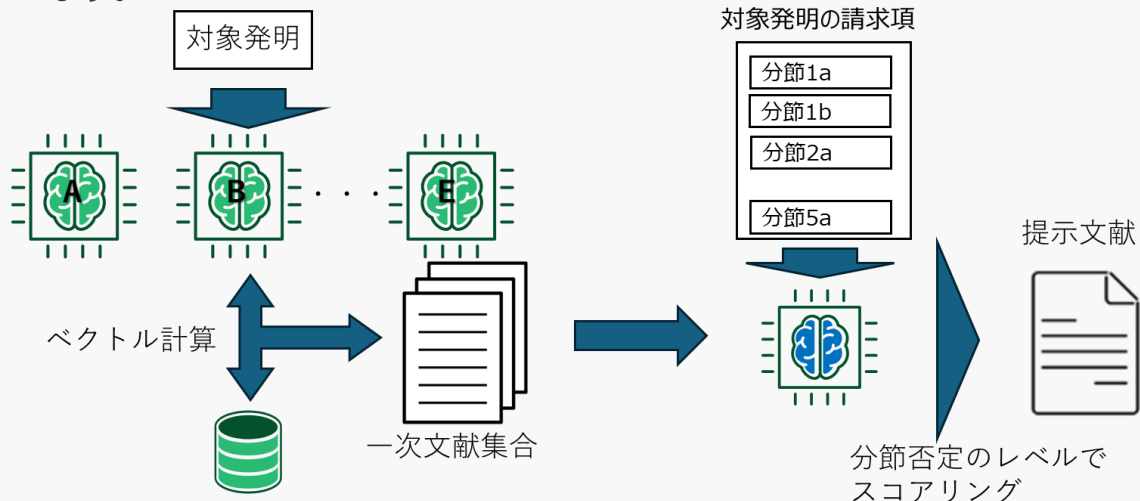 対象発明
A
B
・・・
E
ベクトル計算
一次文献集合
対象発明の請求項
分節1a
分節1b
分節2a
分節5a
提示文献
分節否定のレベルで
スコアリング